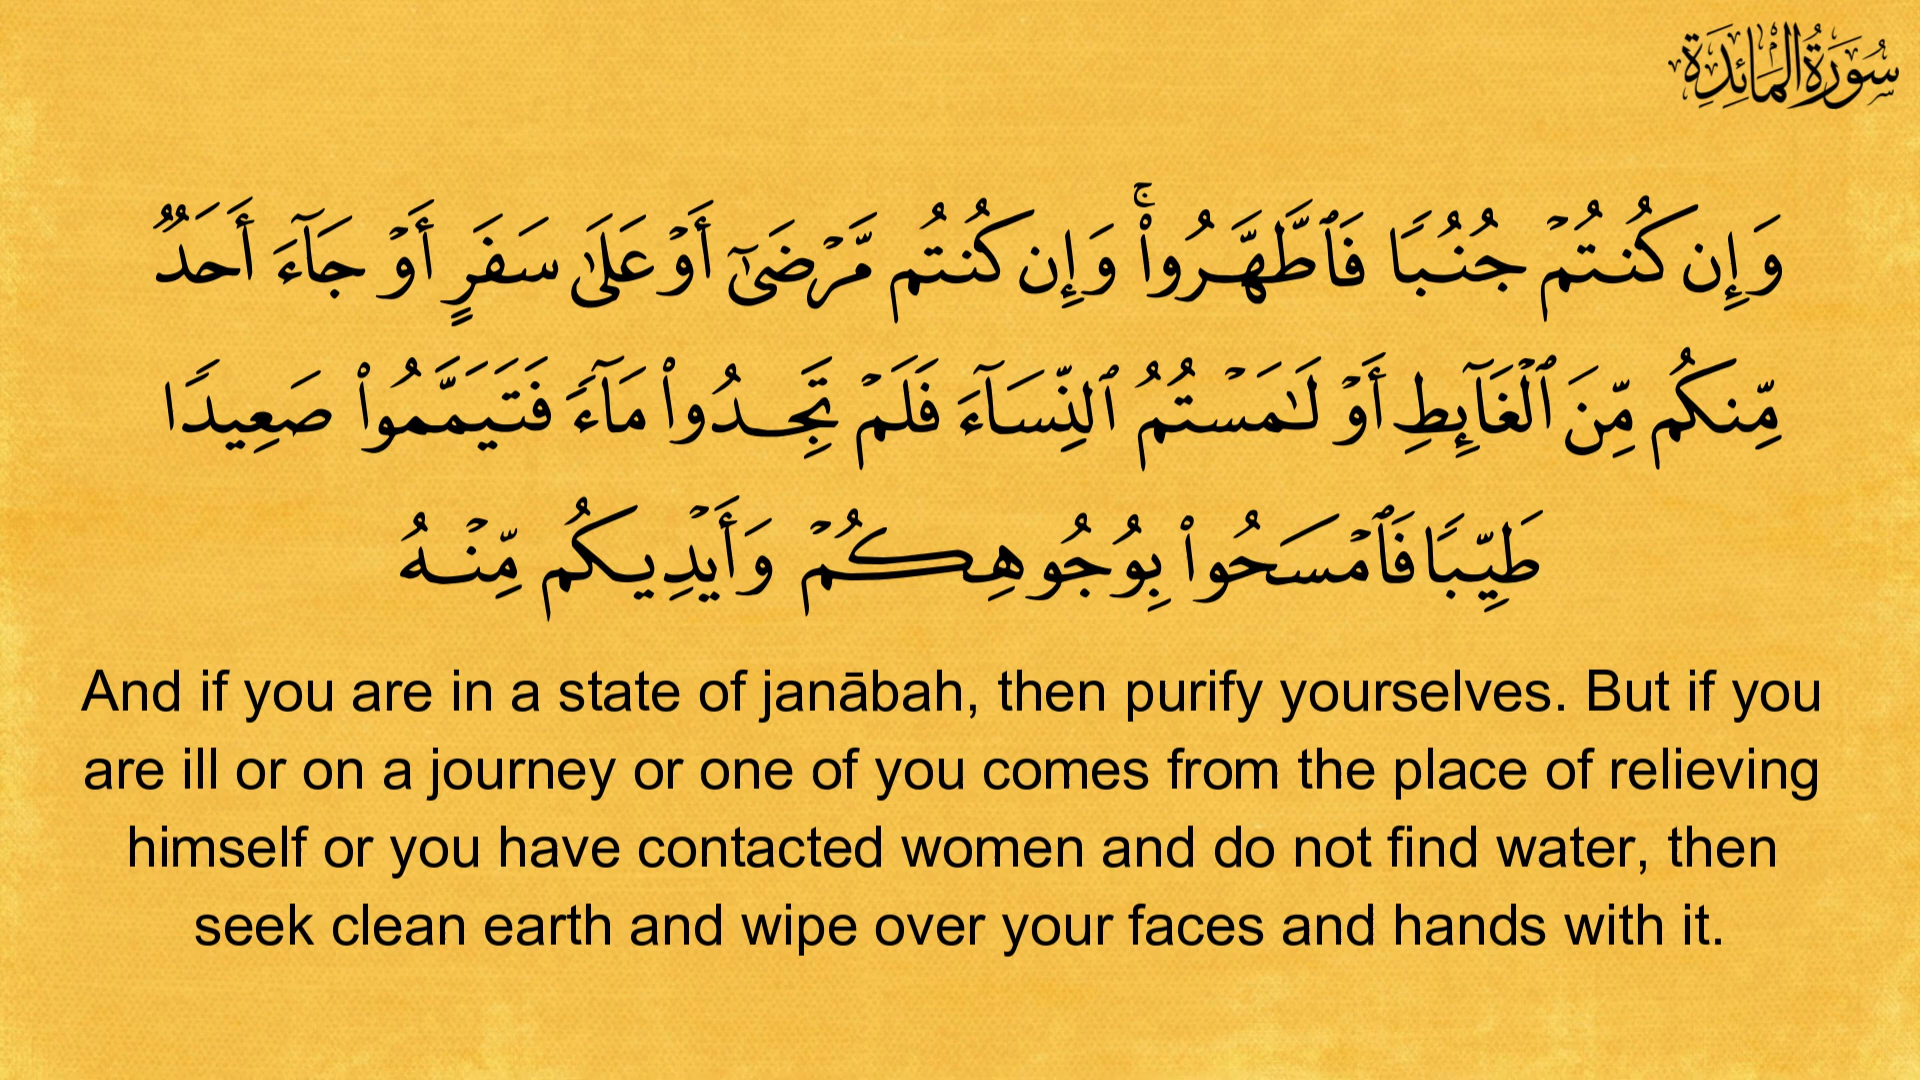 سُورَةُ المَائِدَةِ
وَإِن كُنتُمْ جُنُبًا فَٱطَّهَّرُوا۟ ۚ وَإِن كُنتُم مَّرْضَىٰٓ أَوْ عَلَىٰ سَفَرٍ أَوْ جَآءَ أَحَدٌ
مِّنكُم مِّنَ ٱلْغَآئِطِ أَوْ لَـٰمَسْتُمُ ٱلنِّسَآءَ فَلَمْ تَجِدُوا۟ مَآءً فَتَيَمَّمُوا۟ صَعِيدًا
طَيِّبًا فَٱمْسَحُوا۟ بِوُجُوهِكُمْ وَأَيْدِيكُم مِّنْهُ
And if you are in a state of janābah, then purify yourselves. But if you
are ill or on a journey or one of you comes from the place of relieving
himself or you have contacted women and do not find water, then
seek clean earth and wipe over your faces and hands with it.